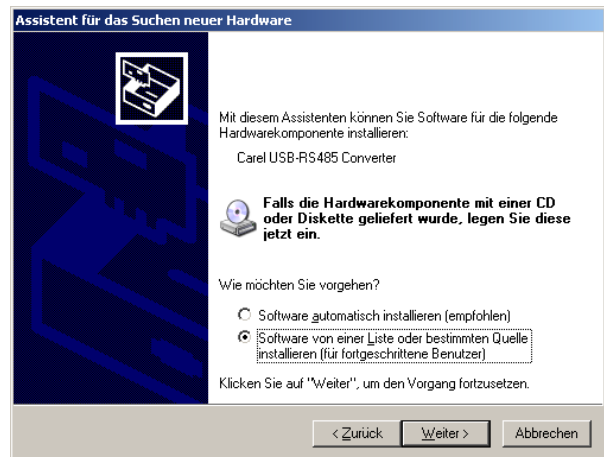 Assistent für das Suchen neuer Hardware
Mit diesem Assistenten können Sie Software für die folgende
Hardwarekomponente installieren:
Carel USB-RS485 Converter
Falls die Hardwarekomponente mit einer CD
oder Diskette geliefert wurde, legen Sie diese
jetzt ein.
Wie möchten Sie vorgehen?
Software automatisch installieren (empfohlen)
Software von einer Liste oder bestimmten Quelle
installieren (für fortgeschrittene Benutzer)
Klicken Sie auf "Weiter", um den Vorgang fortzusetzen.
< Zurück Weiter > Abbrechen